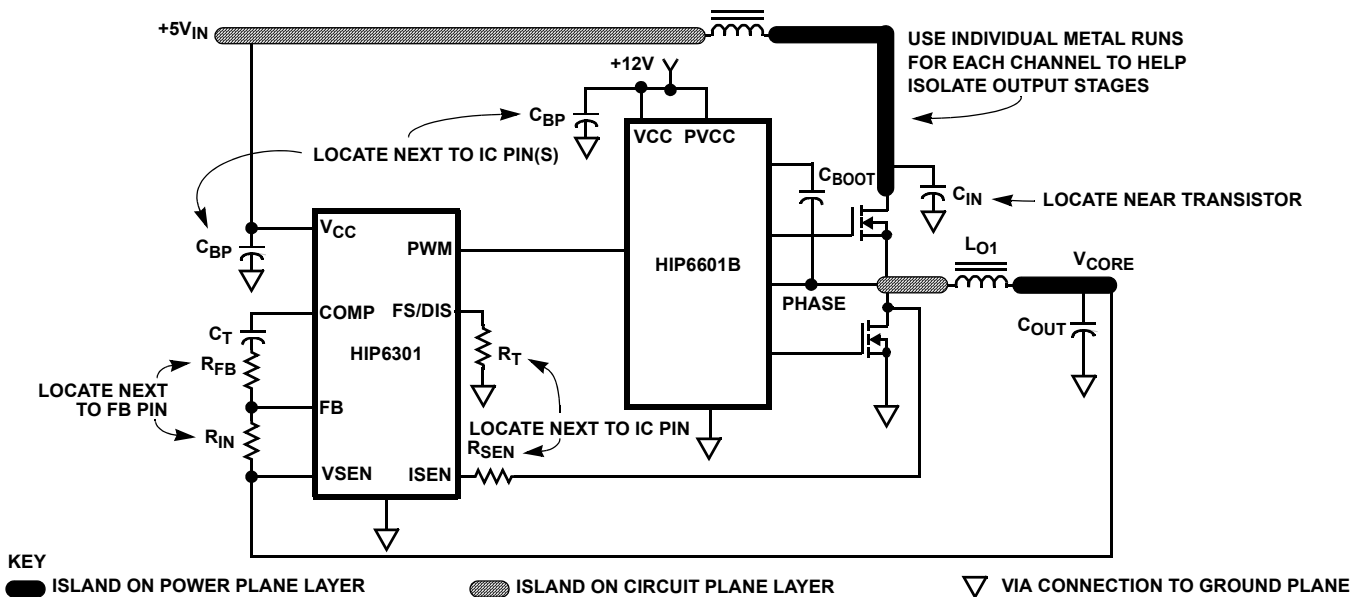 +5VIN
USE INDIVIDUAL METAL RUNS
FOR EACH CHANNEL TO HELP
ISOLATE OUTPUT STAGES
+12V
CBP
VCC PVCC
LOCATE NEXT TO IC PIN(S)
CBOOT
CIN
LOCATE NEAR TRANSISTOR
VCC
CBP
PWM
HIP6601B
LO1
VCORE
PHASE
COMP
FS/DIS
CT
HIP6301
RT
COUT
RFB
LOCATE NEXT
TO FB PIN
FB
RIN
LOCATE NEXT TO IC PIN
RSEN
VSEN
ISEN
KEY
ISLAND ON POWER PLANE LAYER
ISLAND ON CIRCUIT PLANE LAYER
VIA CONNECTION TO GROUND PLANE